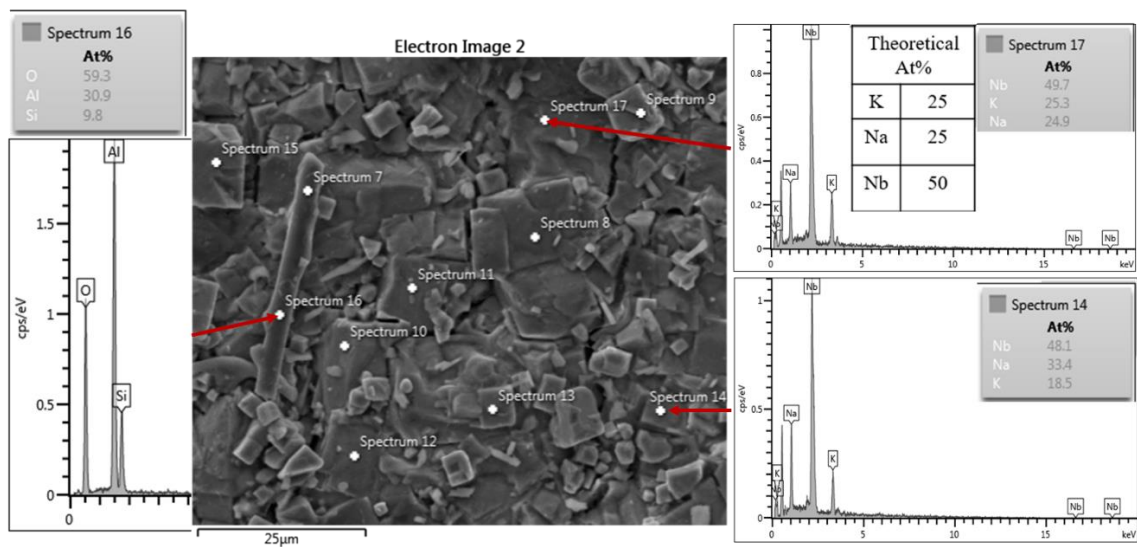 Spectrum 16
At%
O 59.3
Al 30.9
Si 9.8
Al
O
Si
1.5
1
0.5
0
cps/eV
0
Electron Image 2
Spectrum 17
Spectrum 9
Spectrum 15
Spectrum 7
Spectrum 8
Spectrum 11
Spectrum 16
Spectrum 10
Spectrum 13
Spectrum 14
Spectrum 12
25µm
Nb
Na
K
K
Nb
Nb
Nb
0.8
0.6
0.4
0.2
0
cps/eV
0
5
10
15
keV
Theoretical
At%
K 25
Na 25
Nb 50
Spectrum 17
At%
Nb 49.7
K 25.3
Na 24.9
Nb
Na
K
K
Nb
Nb
Nb
1
0.5
0
cps/eV
0
5
10
15
keV
Spectrum 14
At%
Nb 48.1
Na 33.4
K 18.5